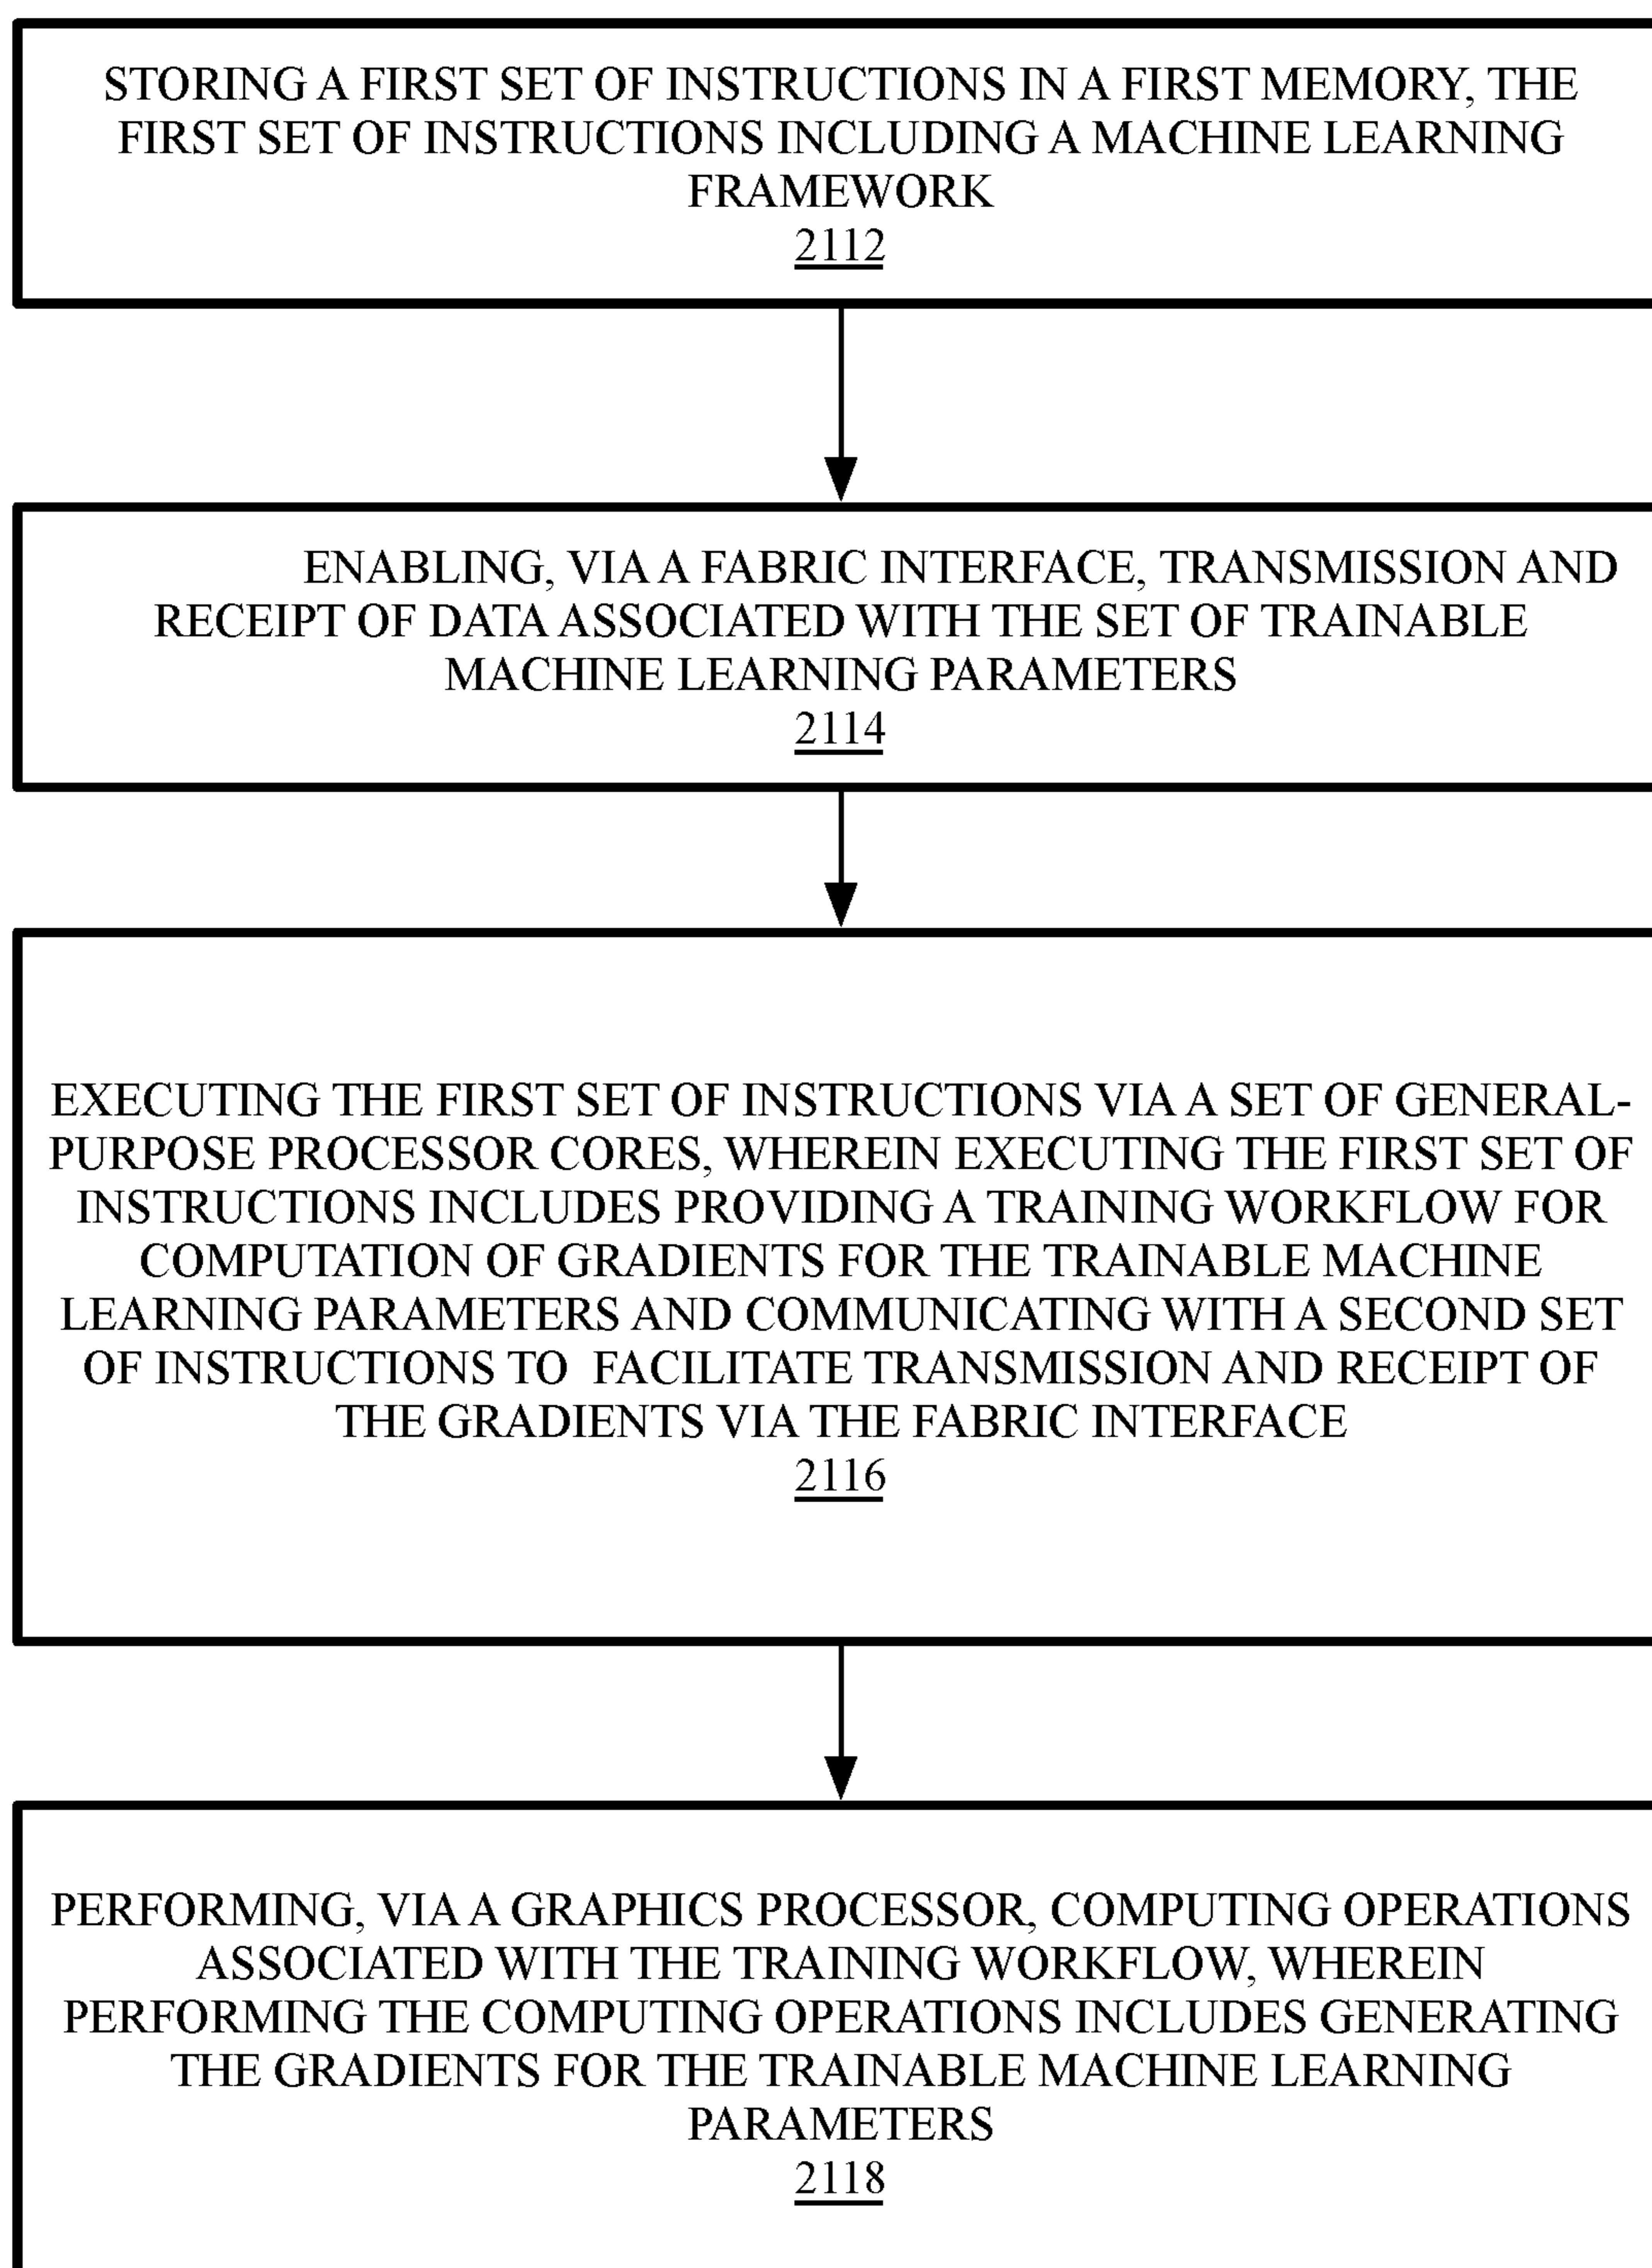 STORING A FIRST SET OF INSTRUCTIONS IN A FIRST MEMORY, THE
FIRST SET OF INSTRUCTIONS INCLUDING A MACHINE LEARNING
FRAMEWORK
2112
ENABLING, VIA A FABRIC INTERFACE, TRANSMISSION AND
RECEIPT OF DATA ASSOCIATED WITH THE SET OF TRAINABLE
MACHINE LEARNING PARAMETERS
2114
EXECUTING THE FIRST SET OF INSTRUCTIONS VIA A SET OF GENERAL-
PURPOSE PROCESSOR CORES, WHEREIN EXECUTING THE FIRST SET OF
INSTRUCTIONS INCLUDES PROVIDING A TRAINING WORKFLOW FOR
COMPUTATION OF GRADIENTS FOR THE TRAINABLE MACHINE
LEARNING PARAMETERS AND COMMUNICATING WITH A SECOND SET
OF INSTRUCTIONS TO FACILITATE TRANSMISSION AND RECEIPT OF
THE GRADIENTS VIA THE FABRIC INTERFACE
2116
PERFORMING, VIA A GRAPHICS PROCESSOR, COMPUTING OPERATIONS
ASSOCIATED WITH THE TRAINING WORKFLOW, WHEREIN
PERFORMING THE COMPUTING OPERATIONS INCLUDES GENERATING
THE GRADIENTS FOR THE TRAINABLE MACHINE LEARNING
PARAMETERS
2118